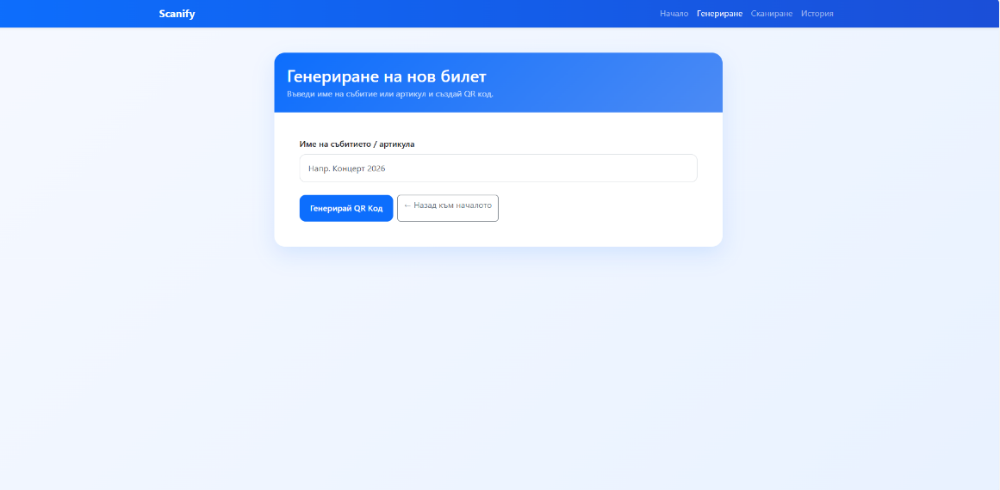 Scanify
Начало Генериране Сканиране История
Генериране на нов билет
Въведи име на събитие или артикул и създай QR код.
Име на събитието / артикула
Напр. Концерт 2026
Генерирай QR Код
← Назад към началото